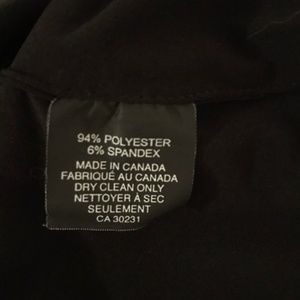 94% POLYESTER
6% SPANDEX
MADE IN CANADA
FABRIQUÉ AU CANADA
DRY CLEAN ONLY
NETTOYER À SEC
SEULEMENT
CA 30231